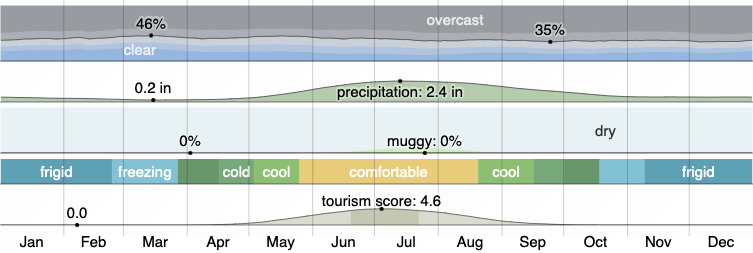 overcast
46%
35%
clear
0.2 in
precipitation: 2.4 in
dry
0%
muggy: 0%
frigid freezing cold cool comfortable cool frigid
tourism score: 4.6
0.0
Jan Feb Mar Apr May Jun Jul Aug Sep Oct Nov Dec